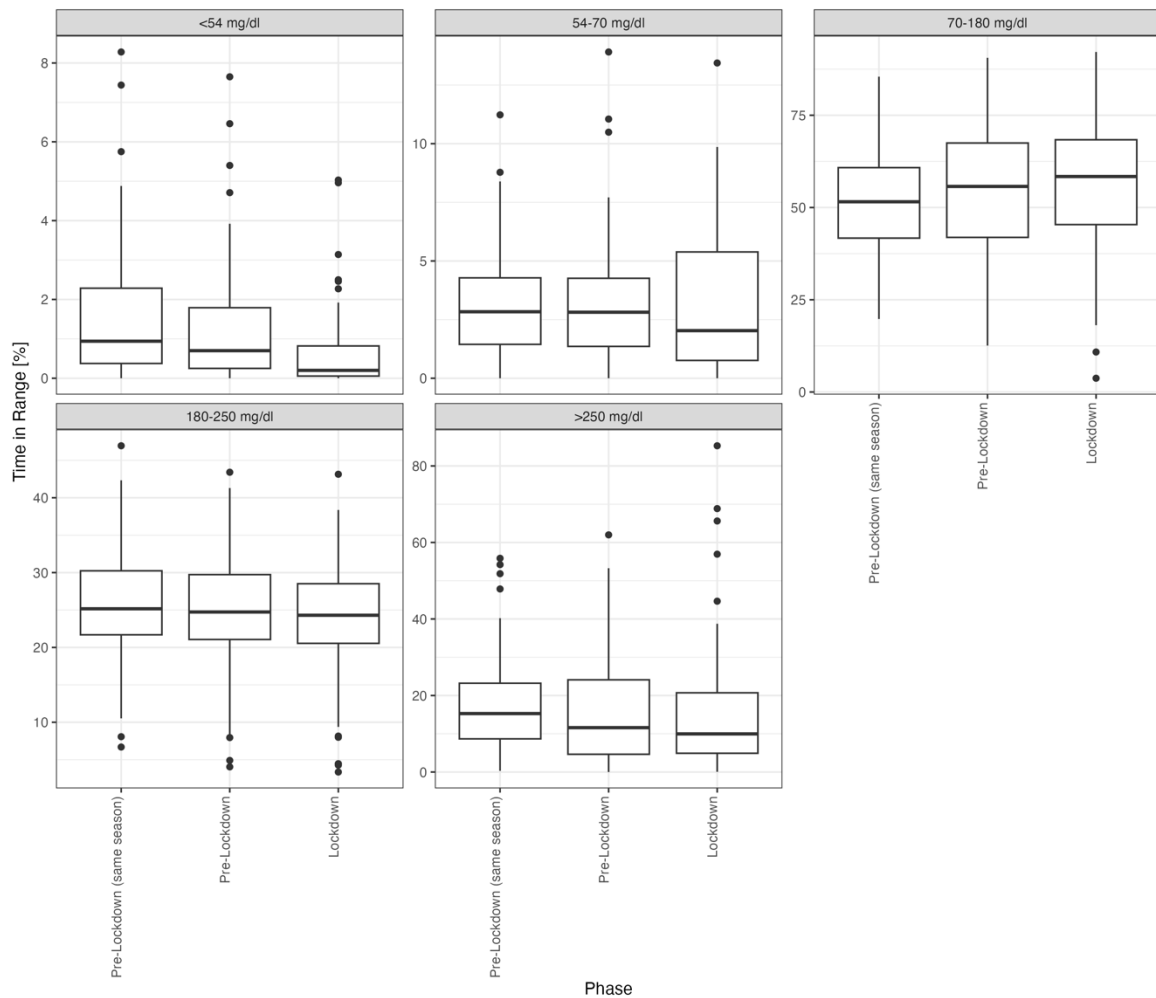 <54 mg/dl
54-70 mg/dl
70-180 mg/dl
8
6
4
2
0
10
5
0
75
50
25
0
Time in Range [%]
180-250 mg/dl
>250 mg/dl
40
30
20
10
80
60
40
20
0
Pre-Lockdown (same season)
Pre-Lockdown
Lockdown
Pre-Lockdown (same season)
Pre-Lockdown
Lockdown
Pre-Lockdown (same season)
Pre-Lockdown
Lockdown
Phase